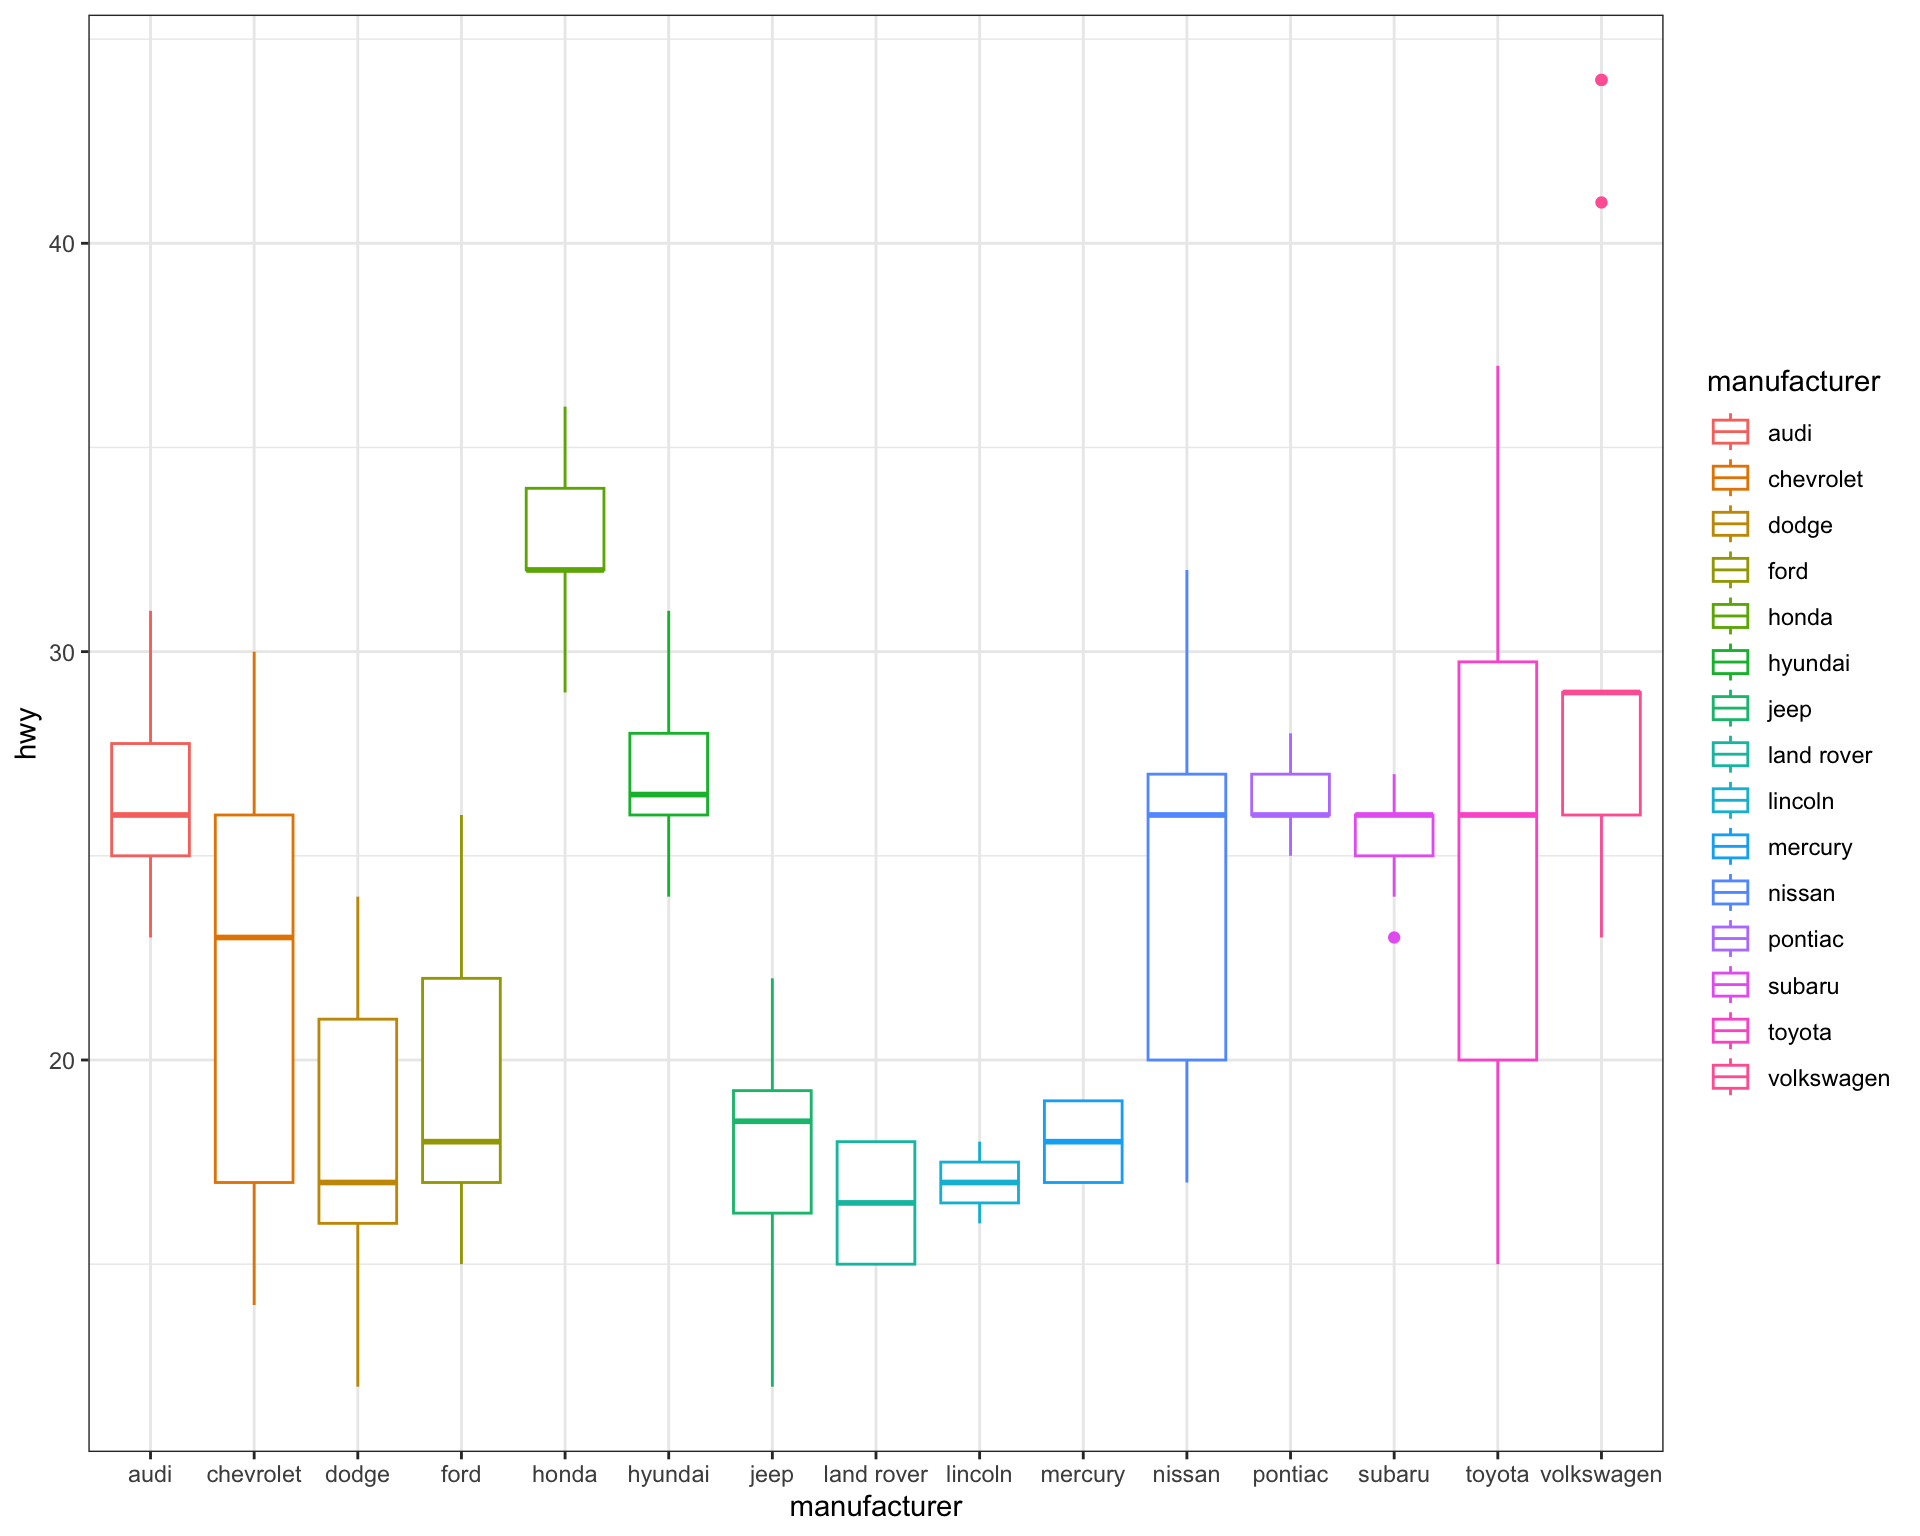 40
30
20
hwy
audi chevrolet dodge ford honda hyundai jeep land rover lincoln mercury nissan pontiac subaru toyota volkswagen
manufacturer
manufacturer
audi
chevrolet
dodge
ford
honda
hyundai
jeep
land rover
lincoln
mercury
nissan
pontiac
subaru
toyota
volkswagen